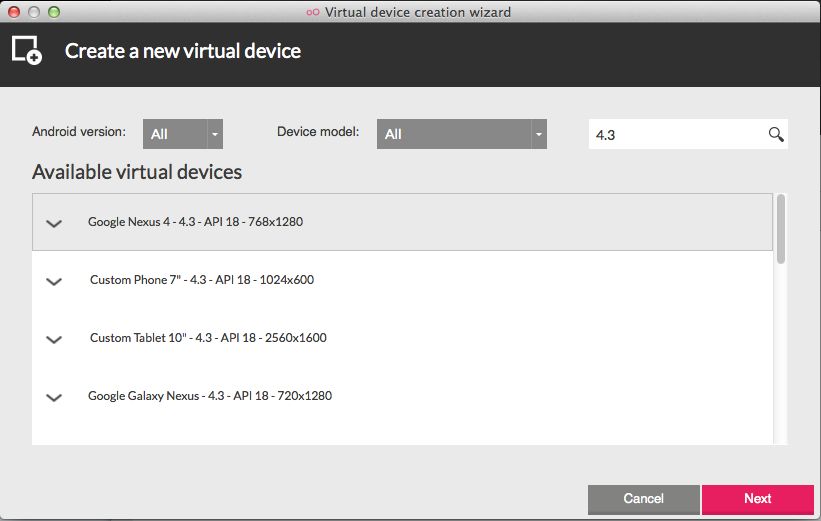 Virtual device creation wizard
Create a new virtual device
Android version: All Device model: All 4.3
Available virtual devices
Google Nexus 4 - 4.3 - API 18 - 768x1280
Custom Phone 7" - 4.3 - API 18 - 1024x600
Custom Tablet 10" - 4.3 - API 18 - 2560x1600
Google Galaxy Nexus - 4.3 - API 18 - 720x1280
Cancel Next